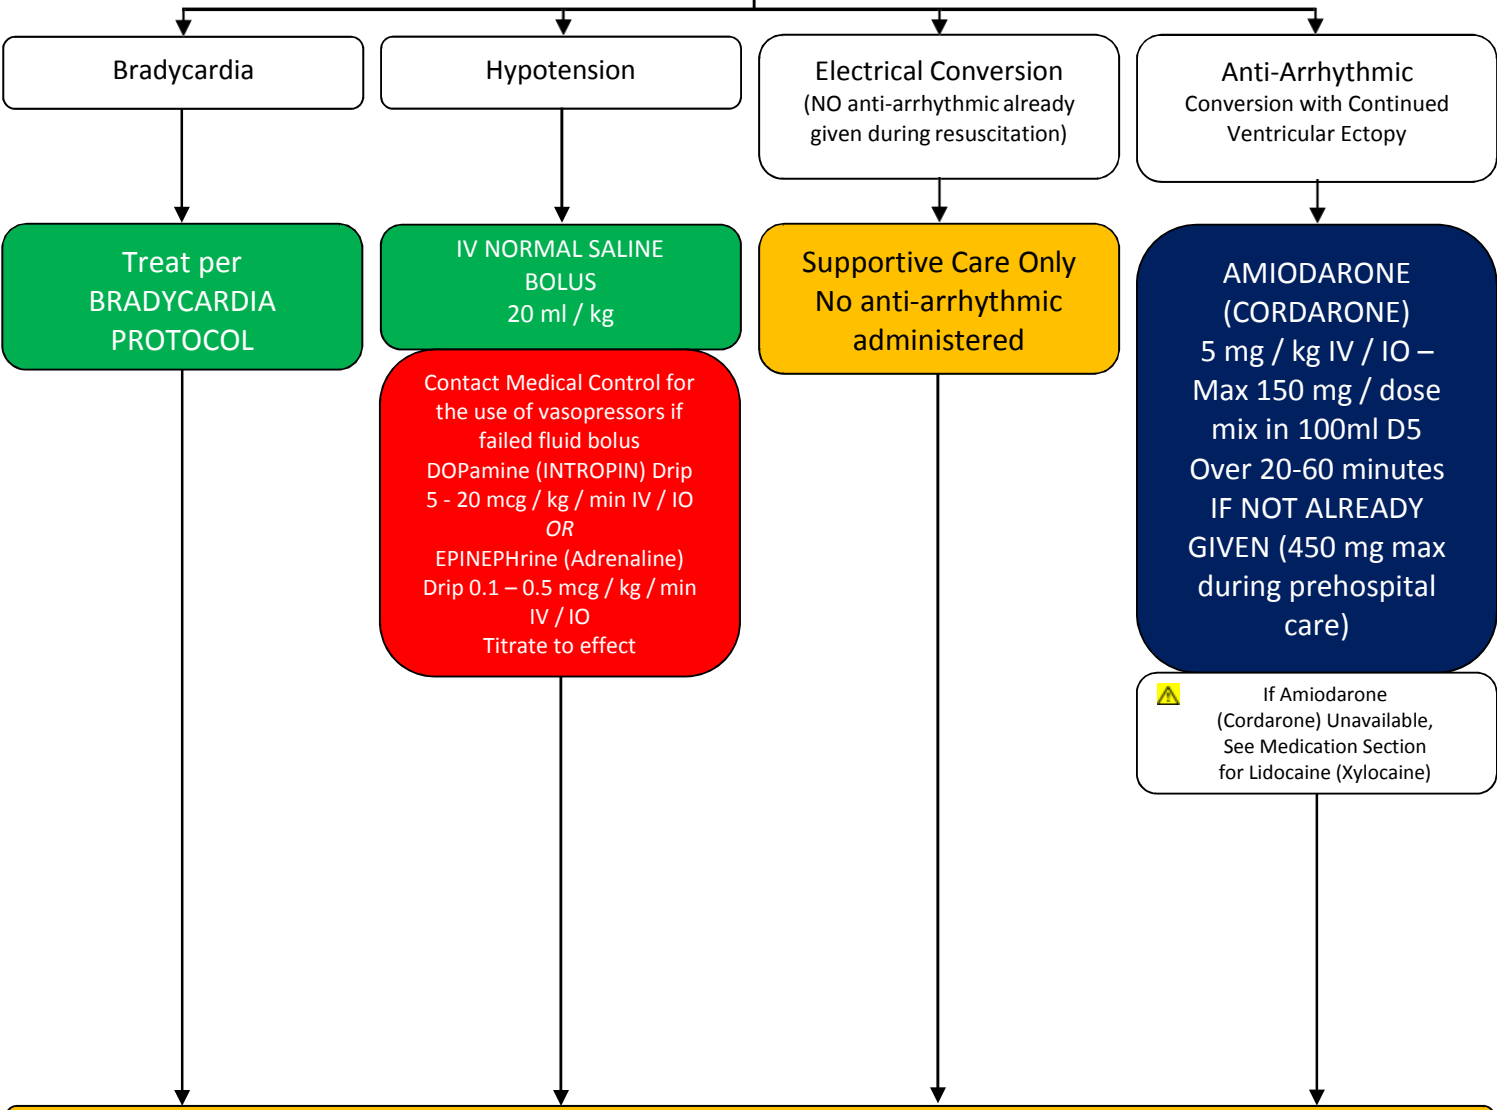 Bradycardia
Hypotension
Electrical Conversion
(NO anti-arrhythmic already
given during resuscitation)
Anti-Arrhythmic
Conversion with Continued
Ventricular Ectopy
Treat per
BRADYCARDIA
PROTOCOL
IV NORMAL SALINE
BOLUS
20 ml / kg
Contact Medical Control for
the use of vasopressors if
failed fluid bolus
DOPamine (INTROPIN) Drip
5 - 20 mcg / kg / min IV / IO
OR
EPINEPHrine (Adrenaline)
Drip 0.1 – 0.5 mcg / kg / min
IV / IO
Titrate to effect
Supportive Care Only
No anti-arrhythmic
administered
AMIODARONE
(CORDARONE)
5 mg / kg IV / IO –
Max 150 mg / dose
mix in 100ml D5
Over 20-60 minutes
IF NOT ALREADY
GIVEN (450 mg max
during prehospital
care)
If Amiodarone
(Cordarone) Unavailable,
See Medication Section
for Lidocaine (Xylocaine)